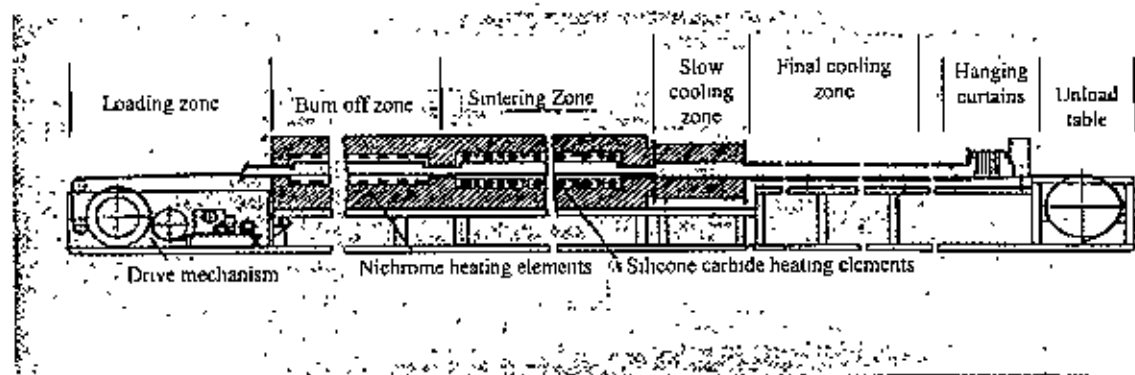 Loading zone
Burn off zone
Sintering Zone
Slow
cooling
zone
Final cooling
zone
Hanging
curtains
Unload
table
Drive mechanism
Nichrome heating elements
Silicone carbide heating elements